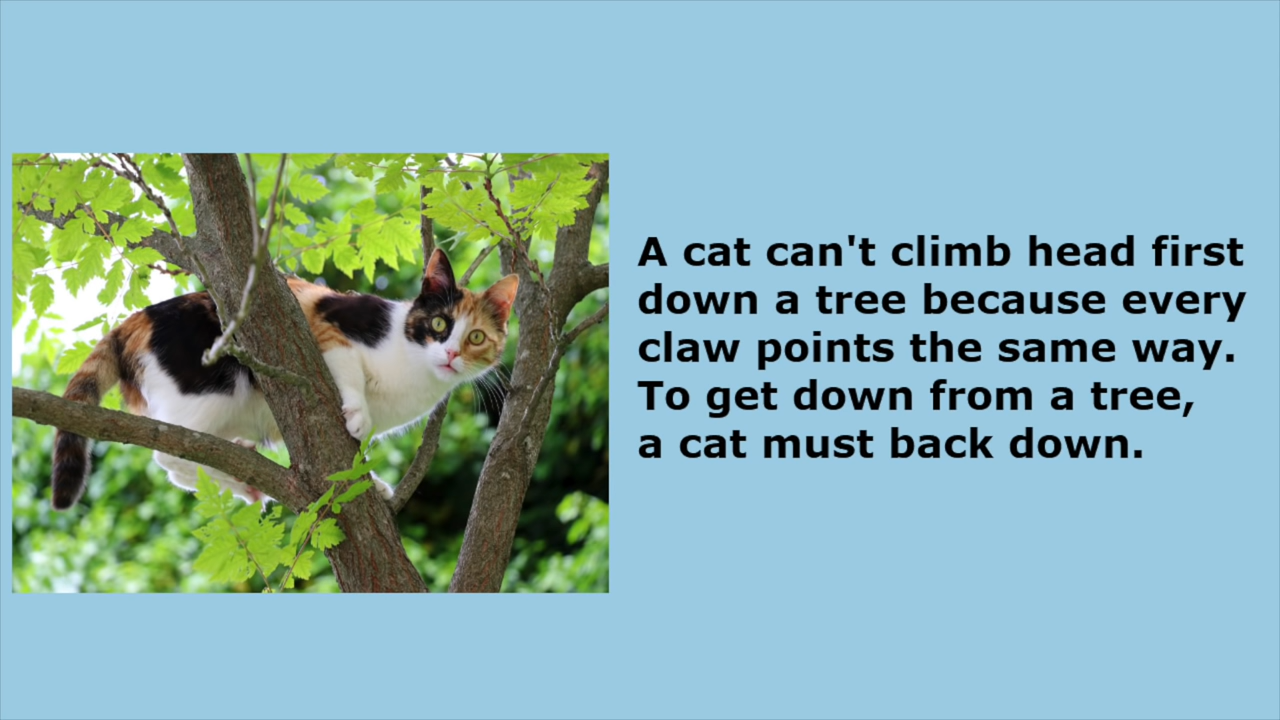 A cat can't climb head first
down a tree because every
claw points the same way.
To get down from a tree,
a cat must back down.